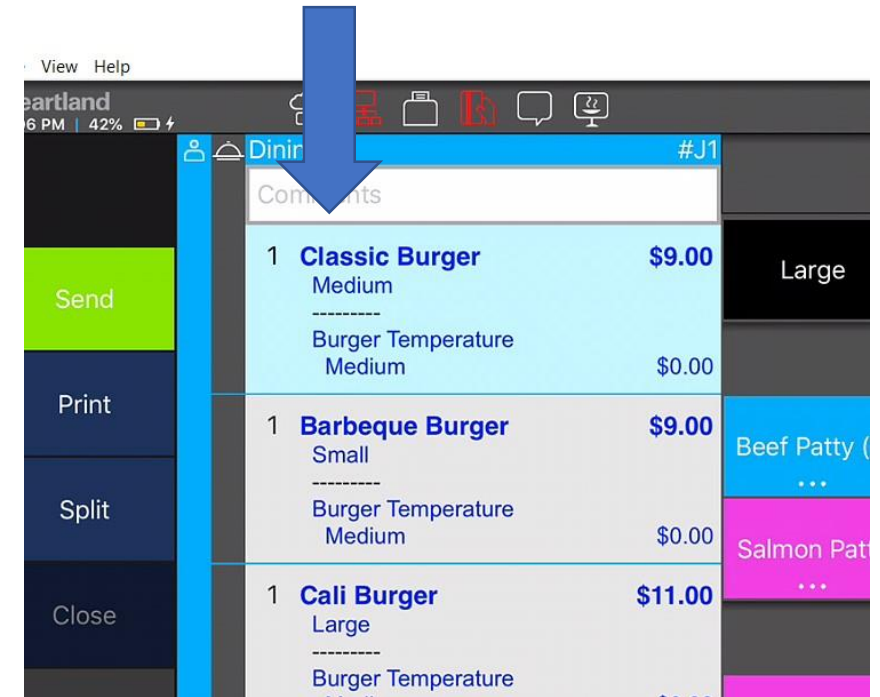 View Help
eartland
6 PM | 42%
Dinin #J1
Comments
1 Classic Burger $9.00
Medium
---------
Burger Temperature
Medium $0.00
1 Barbeque Burger $9.00
Small
---------
Burger Temperature
Medium $0.00
1 Cali Burger $11.00
Large
---------
Burger Temperature
Send
Print
Split
Close
Large
Beef Patty (
...
Salmon Patt
...